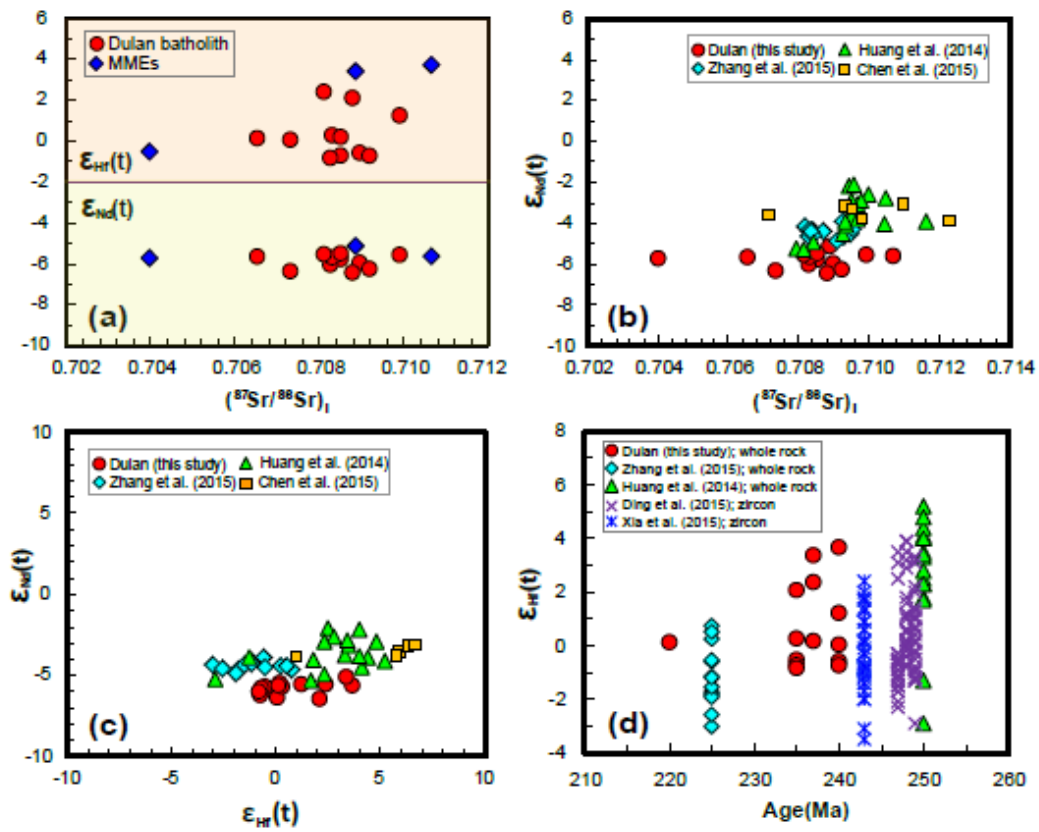 6
4
2
0
-2
-4
-6
-8
-10
Dulan batholith
MMEs
εHf(t)
εNd(t)
(a)
0.702 0.704 0.706 0.708 0.710 0.712
(87Sr/86Sr)I
6
4
2
0
-2
-4
-6
-8
-10
εNd(t)
Dulan (this study) Huang et al. (2014)
Zhang et al. (2015) Chen et al. (2015)
(b)
0.702 0.704 0.706 0.708 0.710 0.712 0.714
(87Sr/86Sr)I
10
5
0
-5
-10
εNd(t)
Dulan (this study) Huang et al. (2014)
Zhang et al. (2015) Chen et al. (2015)
(c)
-10 -5 0 5 10
εHf(t)
8
6
4
2
0
-2
-4
εHf(t)
Dulan (this study); whole rock
Zhang et al. (2015); whole rock
Huang et al. (2014); whole rock
Ding et al. (2015); zircon
Xia et al. (2015); zircon
(d)
210 220 230 240 250 260
Age(Ma)